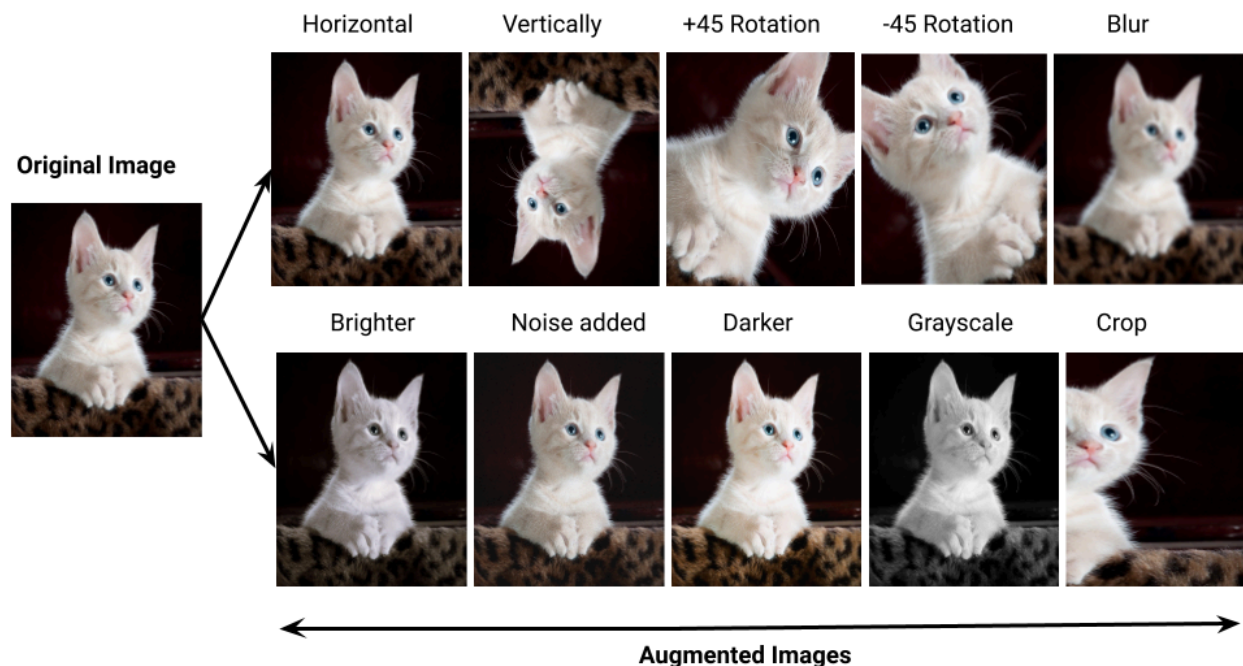 Horizontal
Vertically
+45 Rotation
-45 Rotation
Blur
Original Image
Brighter
Noise added
Darker
Grayscale
Crop
Augmented Images